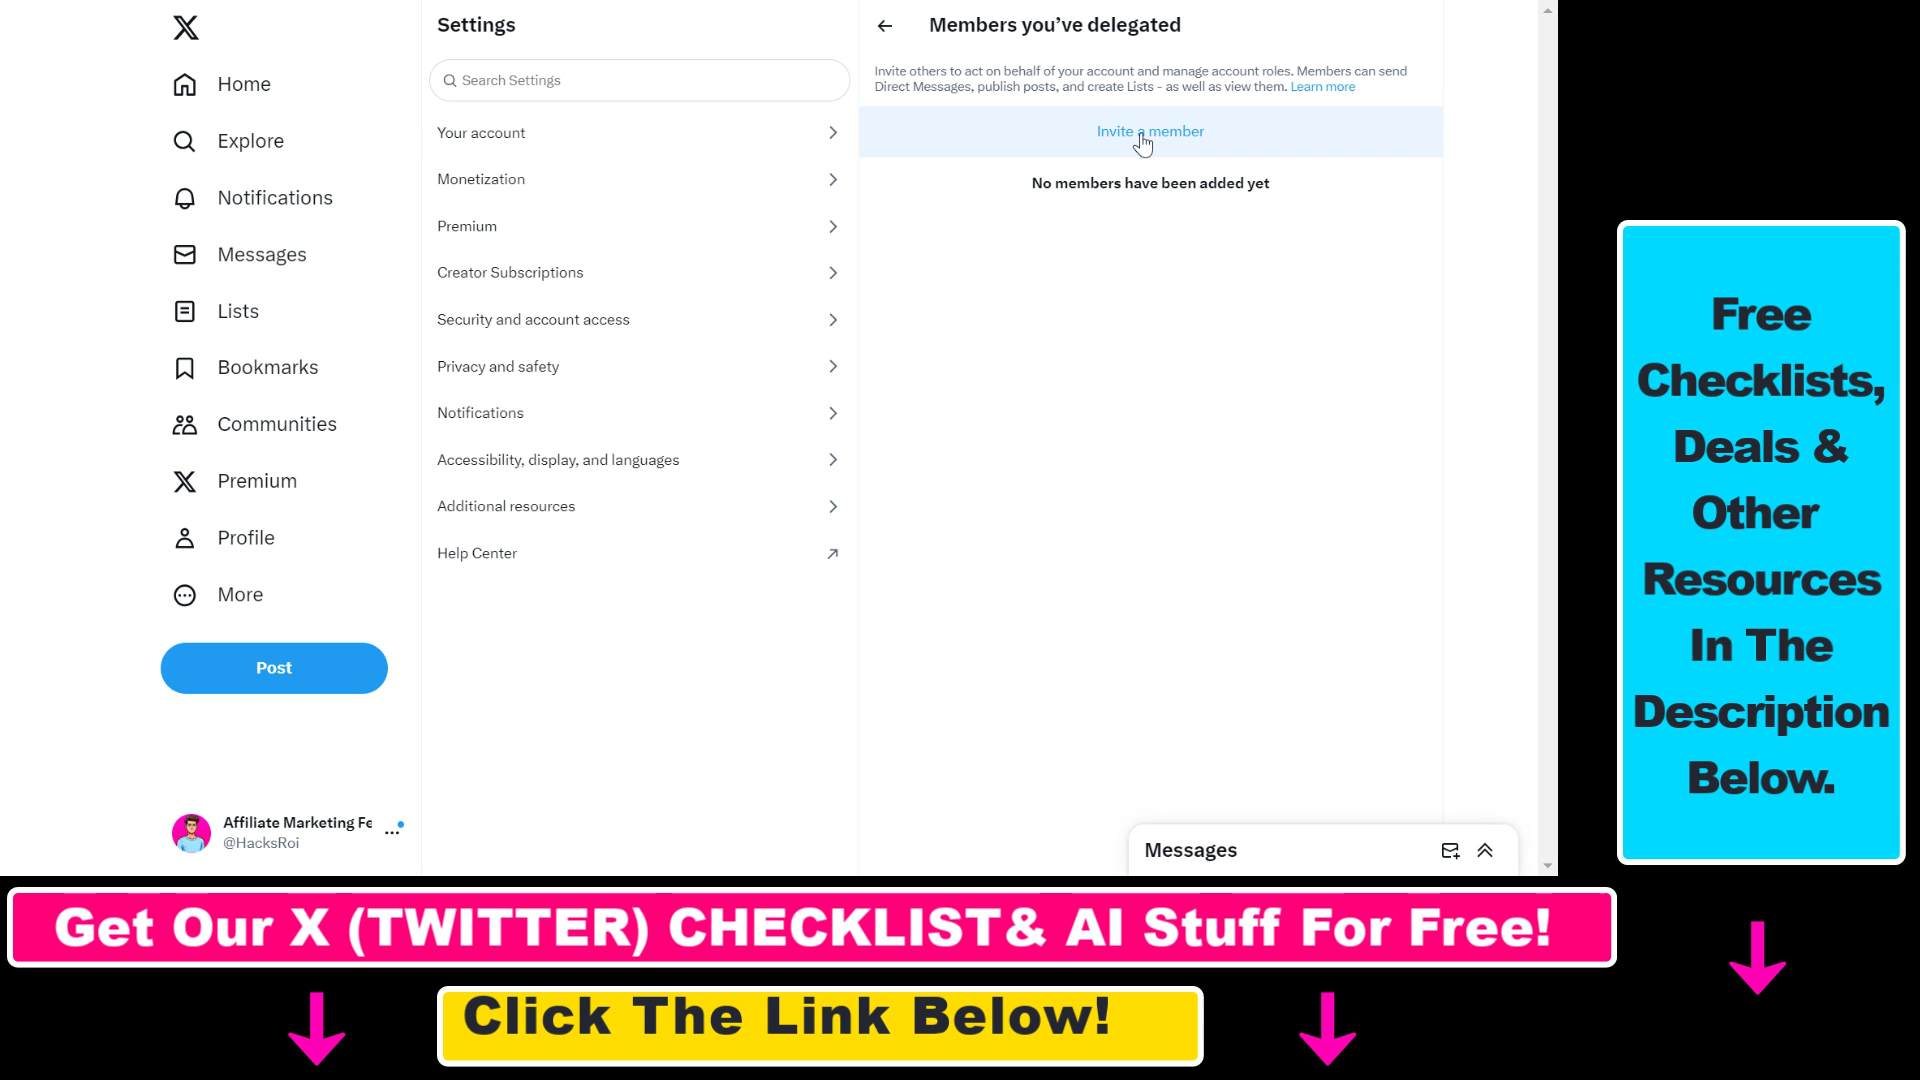 Home
Explore
Notifications
Messages
Lists
Bookmarks
Communities
Premium
Profile
More
Post
Affiliate Marketing Fe
@HacksRoi
Settings
Search Settings
Your account
Monetization
Premium
Creator Subscriptions
Security and account access
Privacy and safety
Notifications
Accessibility, display, and languages
Additional resources
Help Center
Members you’ve delegated
Invite others to act on behalf of your account and manage account roles. Members can send
Direct Messages, publish posts, and create Lists - as well as view them. Learn more
Invite a member
No members have been added yet
Messages
Free
Checklists,
Deals &
Other
Resources
In The
Description
Below.
Get Our X (TWITTER) CHECKLIST& AI Stuff For Free!
Click The Link Below!